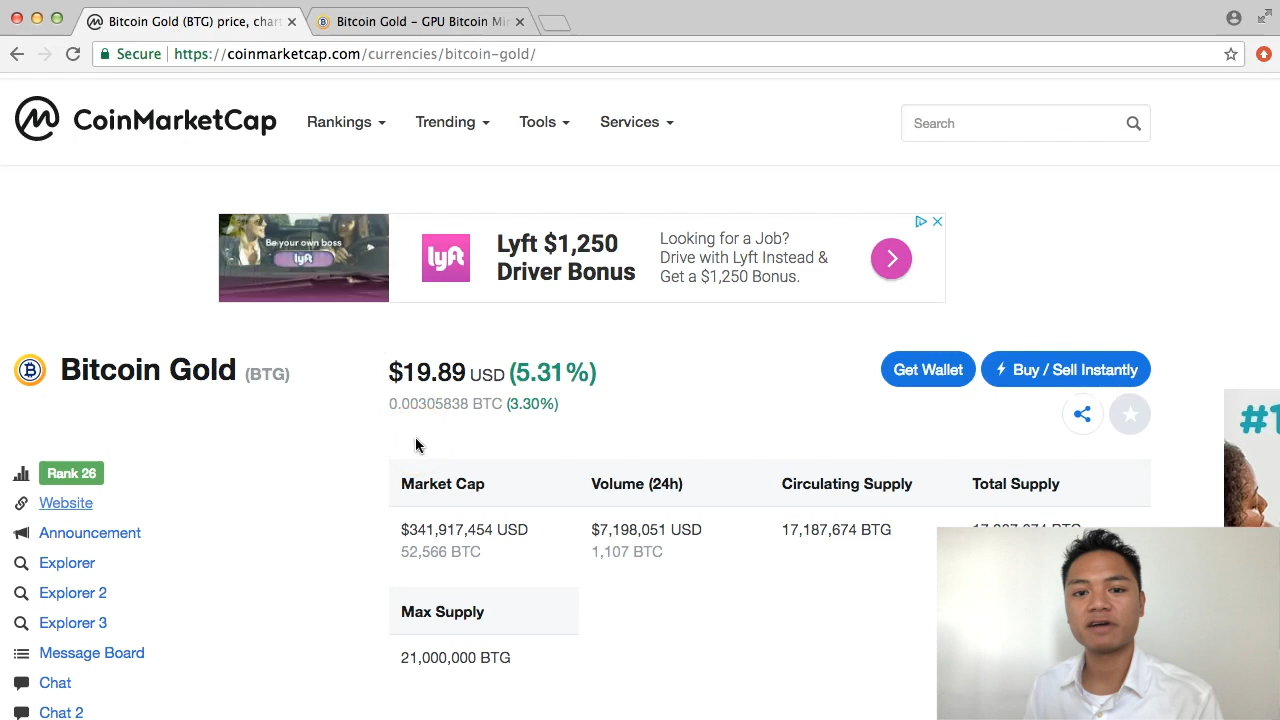 Bitcoin Gold (BTG) price, chart
Bitcoin Gold – GPU Bitcoin Min
Secure
https://coinmarketcap.com/currencies/bitcoin-gold/
CoinMarketCap
Rankings
Trending
Tools
Services
Search
Be your own boss
lyft
lyft
Lyft $1,250
Driver Bonus
Looking for a Job?
Drive with Lyft Instead &
Get a $1,250 Bonus.
Bitcoin Gold (BTG)
$19.89 USD (5.31%)
0.00305838 BTC (3.30%)
Get Wallet
Buy / Sell Instantly
#1
Rank 26
Website
Announcement
Explorer
Explorer 2
Explorer 3
Message Board
Chat
Chat 2
Market Cap
Volume (24h)
Circulating Supply
Total Supply
$341,917,454 USD
$7,198,051 USD
17,187,674 BTG
52,566 BTC
1,107 BTC
Max Supply
21,000,000 BTG